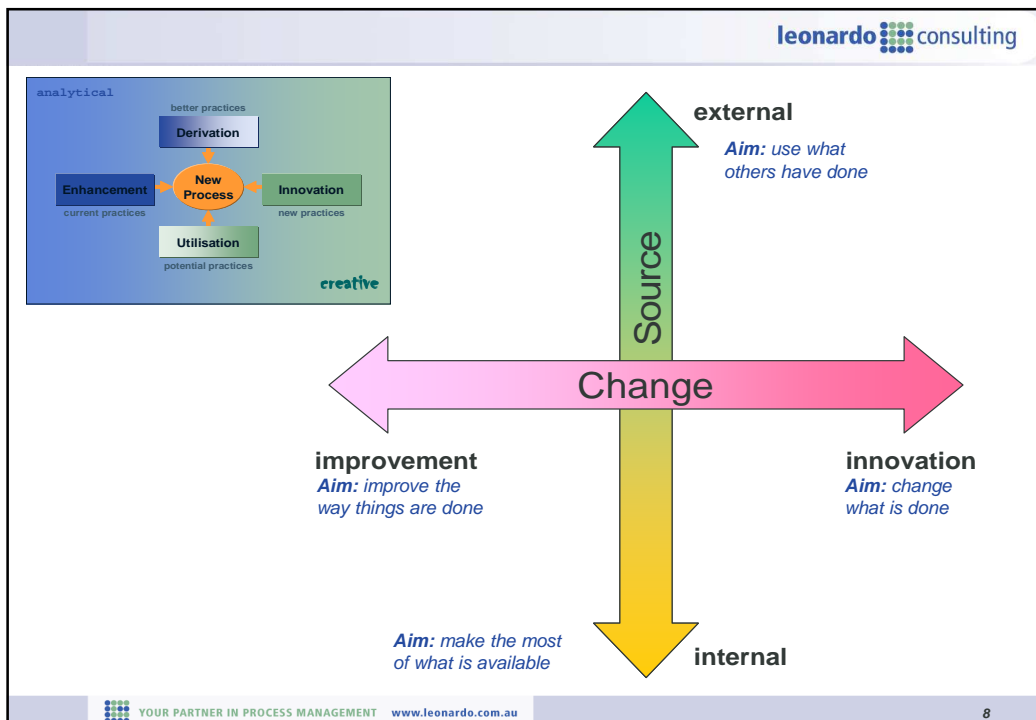 leonardo consulting
analytical
better practices
Derivation
Enhancement
current practices
New
Process
Innovation
new practices
Utilisation
potential practices
creative
external
Aim: use what
others have done
Source
Change
improvement
Aim: improve the
way things are done
innovation
Aim: change
what is done
Aim: make the most
of what is available
internal
YOUR PARTNER IN PROCESS MANAGEMENT www.leonardo.com.au
8